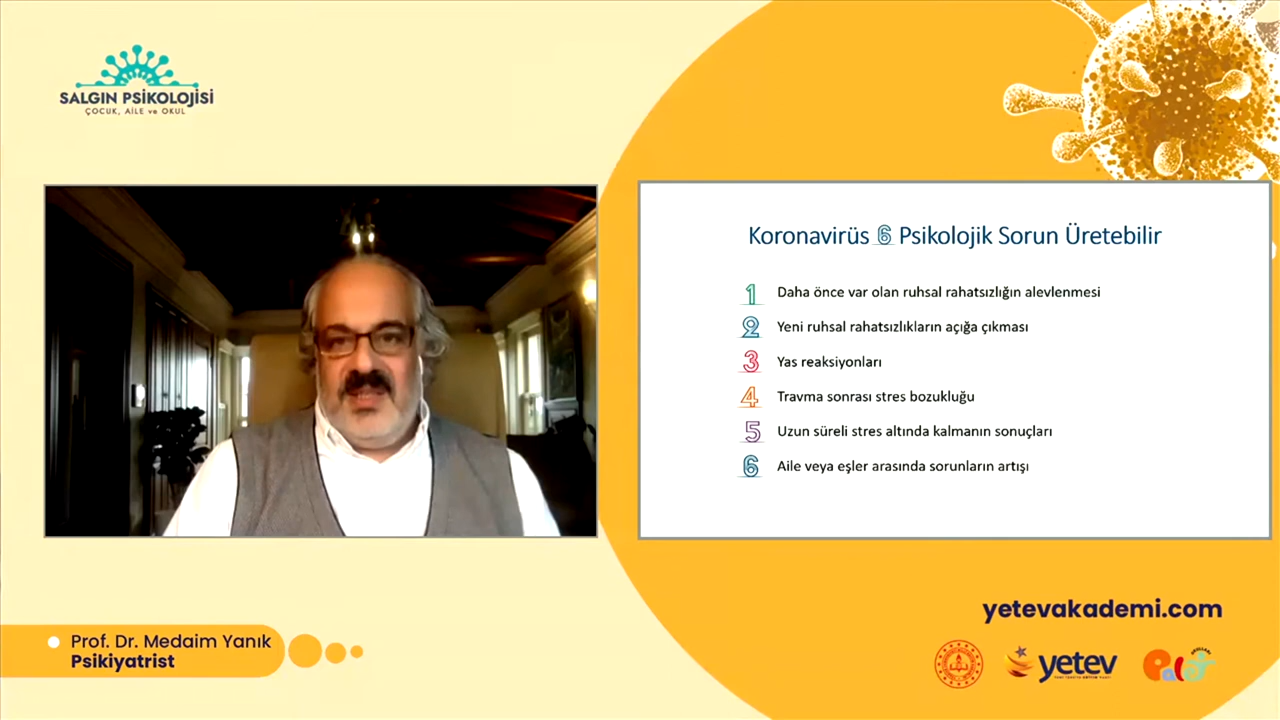 SALGIN PSİKOLOJİSİ
ÇOCUK, AİLE ve OKUL
Koronavirüs 6 Psikolojik Sorun Üretebilir
1 Daha önce var olan ruhsal rahatsızlığın alevlenmesi
2 Yeni ruhsal rahatsızlıkların açığa çıkması
3 Yas reaksiyonları
4 Travma sonrası stres bozukluğu
5 Uzun süreli stres altında kalmanın sonuçları
6 Aile veya eşler arasında sorunların artışı
yetevakademi.com
Prof. Dr. Medaim Yanık
Psikiyatrist
yetev
Palet